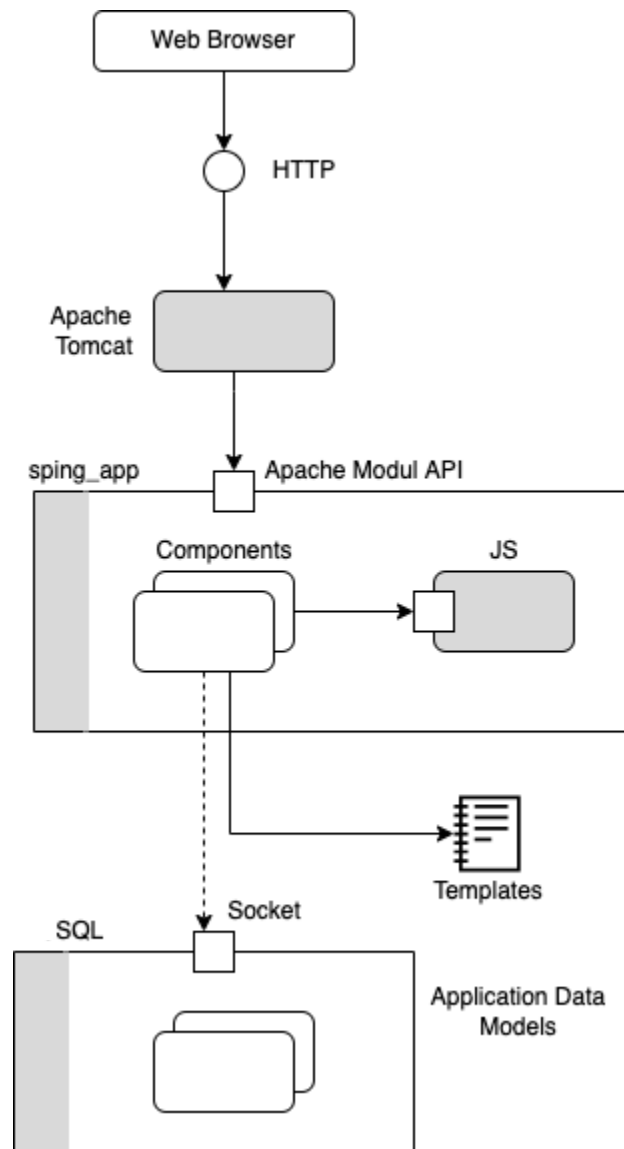 Web Browser
HTTP
Apache
Tomcat
sping_app
Apache Modul API
Components
JS
Templates
Socket
SQL
Application Data
Models